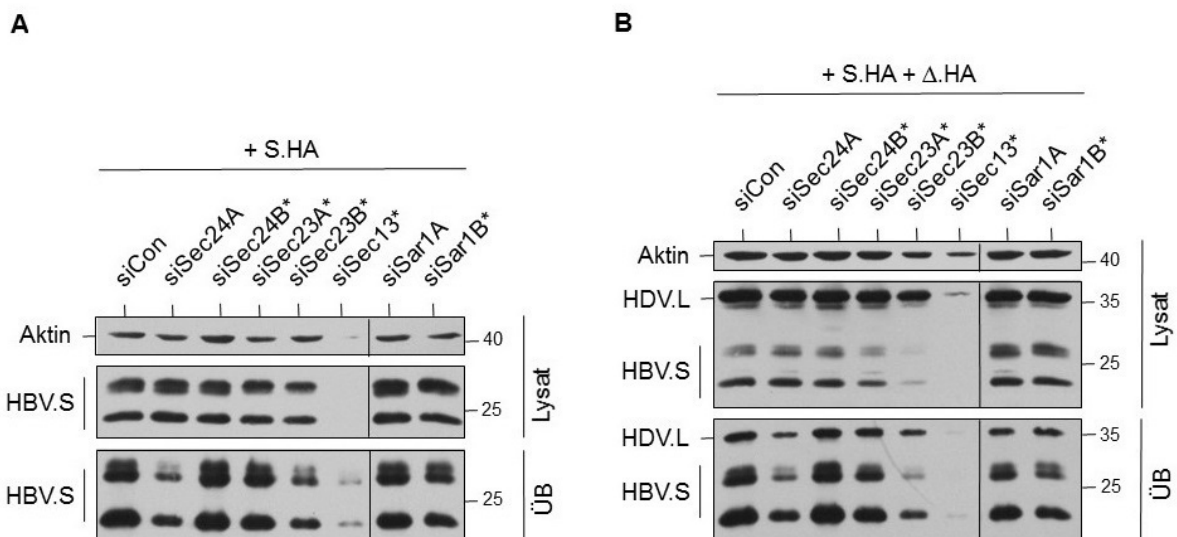 A
+ S.HA
siCon
siSec24A
siSec24B*
siSec23A*
siSec23B*
siSec13*
siSar1A
siSar1B*
Aktin
40
HBV.S
25
Lysat
HBV.S
25
ÜB
B
+ S.HA + Δ.HA
siCon
siSec24A
siSec24B*
siSec23A*
siSec23B*
siSec13*
siSar1A
siSar1B*
Aktin
40
HDV.L
35
HBV.S
25
Lysat
HDV.L
35
HBV.S
25
ÜB